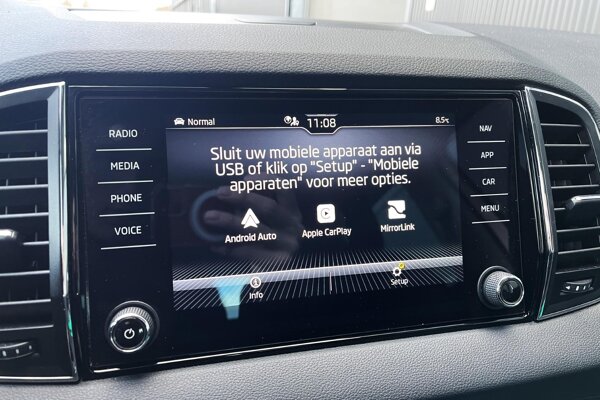 RADIO
MEDIA
PHONE
VOICE
Normal
11:08
8.5°C
Sluit uw mobiele apparaat aan via
USB of klik op "Setup" - "Mobiele
apparaten" voor meer opties.
Android Auto
Apple CarPlay
MirrorLink
Info
Setup
NAV
APP
CAR
MENU